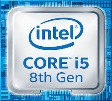 intel
CORE i5
8th Gen